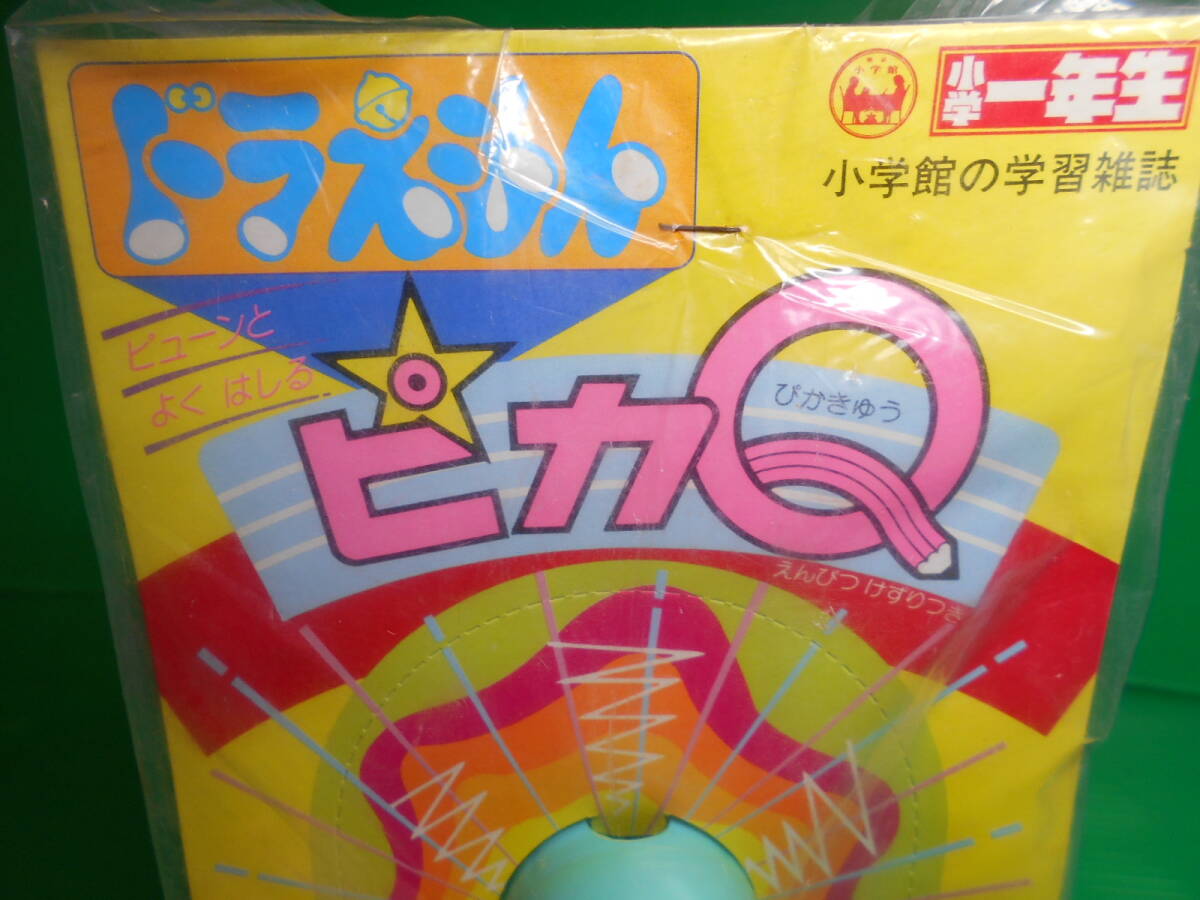 ドラえもん
小学館
小学一年生
小学館の学習雑誌
ピューンと
よく はしる
ピカQ
ぴかきゅう
えんぴつ けずりつき